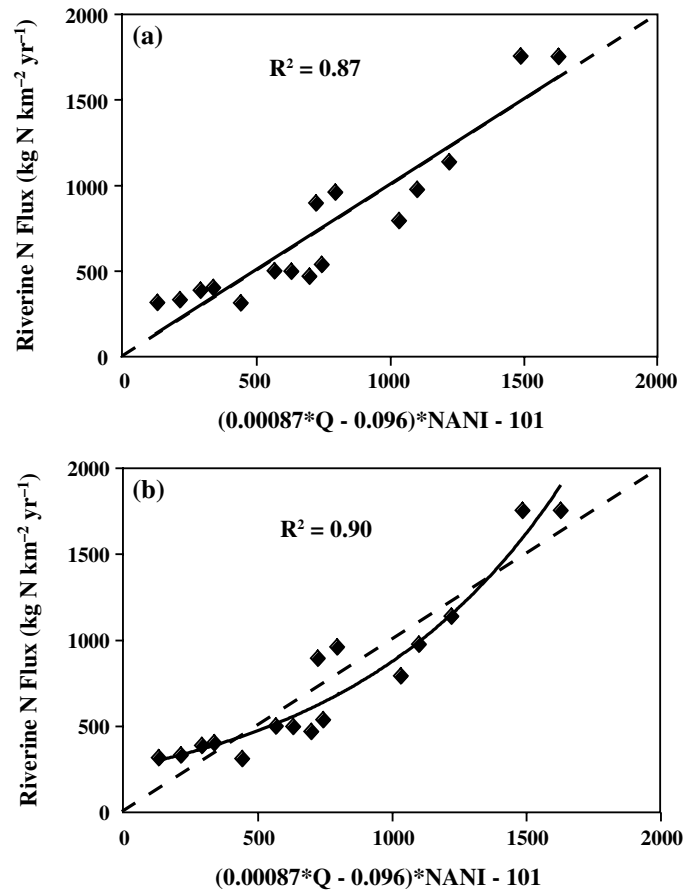 (a)
R² = 0.87
Riverine N Flux (kg N km⁻² yr⁻¹)
2000
1500
1000
500
0
0 500 1000 1500 2000
(0.00087*Q - 0.096)*NANI - 101
(b)
R² = 0.90
Riverine N Flux (kg N km⁻² yr⁻¹)
2000
1500
1000
500
0
0 500 1000 1500 2000
(0.00087*Q - 0.096)*NANI - 101